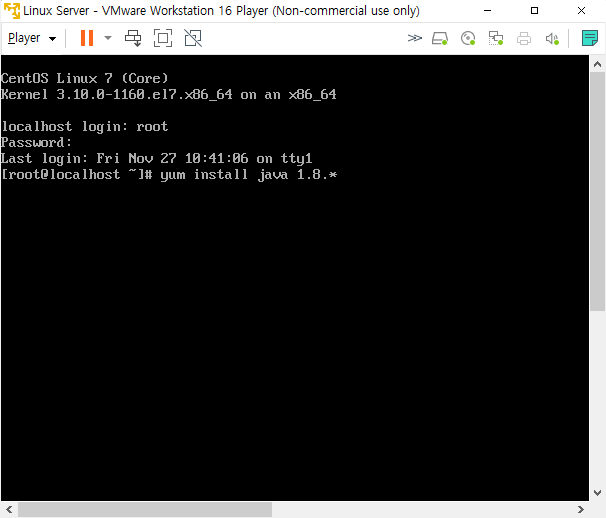 Linux Server - VMware Workstation 16 Player (Non-commercial use only)
Player
CentOS Linux 7 (Core)
Kernel 3.10.0-1160.el7.x86_64 on an x86_64
localhost login: root
Password:
Last login: Fri Nov 27 10:41:06 on tty1
[root@localhost ~]# yum install java 1.8.*